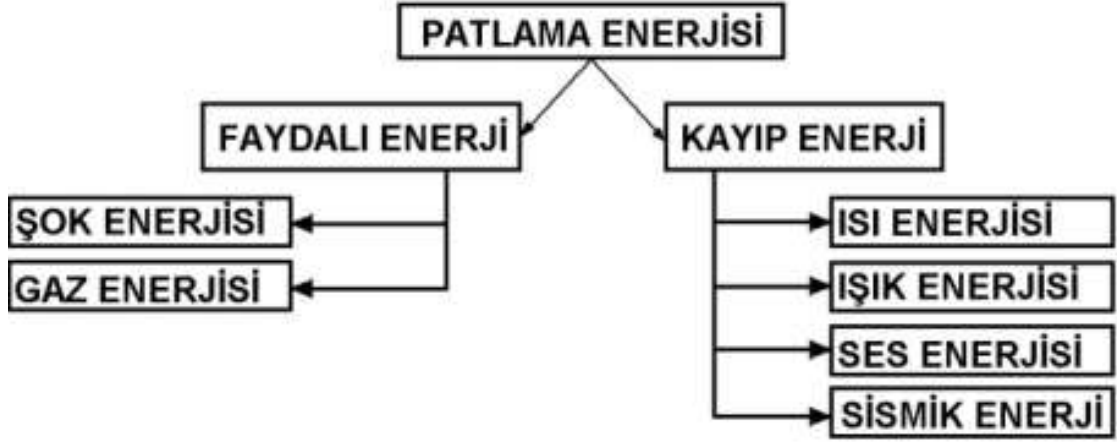 PATLAMA ENERJİSİ
FAYDALI ENERJİ
KAYIP ENERJİ
ŞOK ENERJİSİ
GAZ ENERJİSİ
ISI ENERJİSİ
IŞIK ENERJİSİ
SES ENERJİSİ
SİSMİK ENERJİ